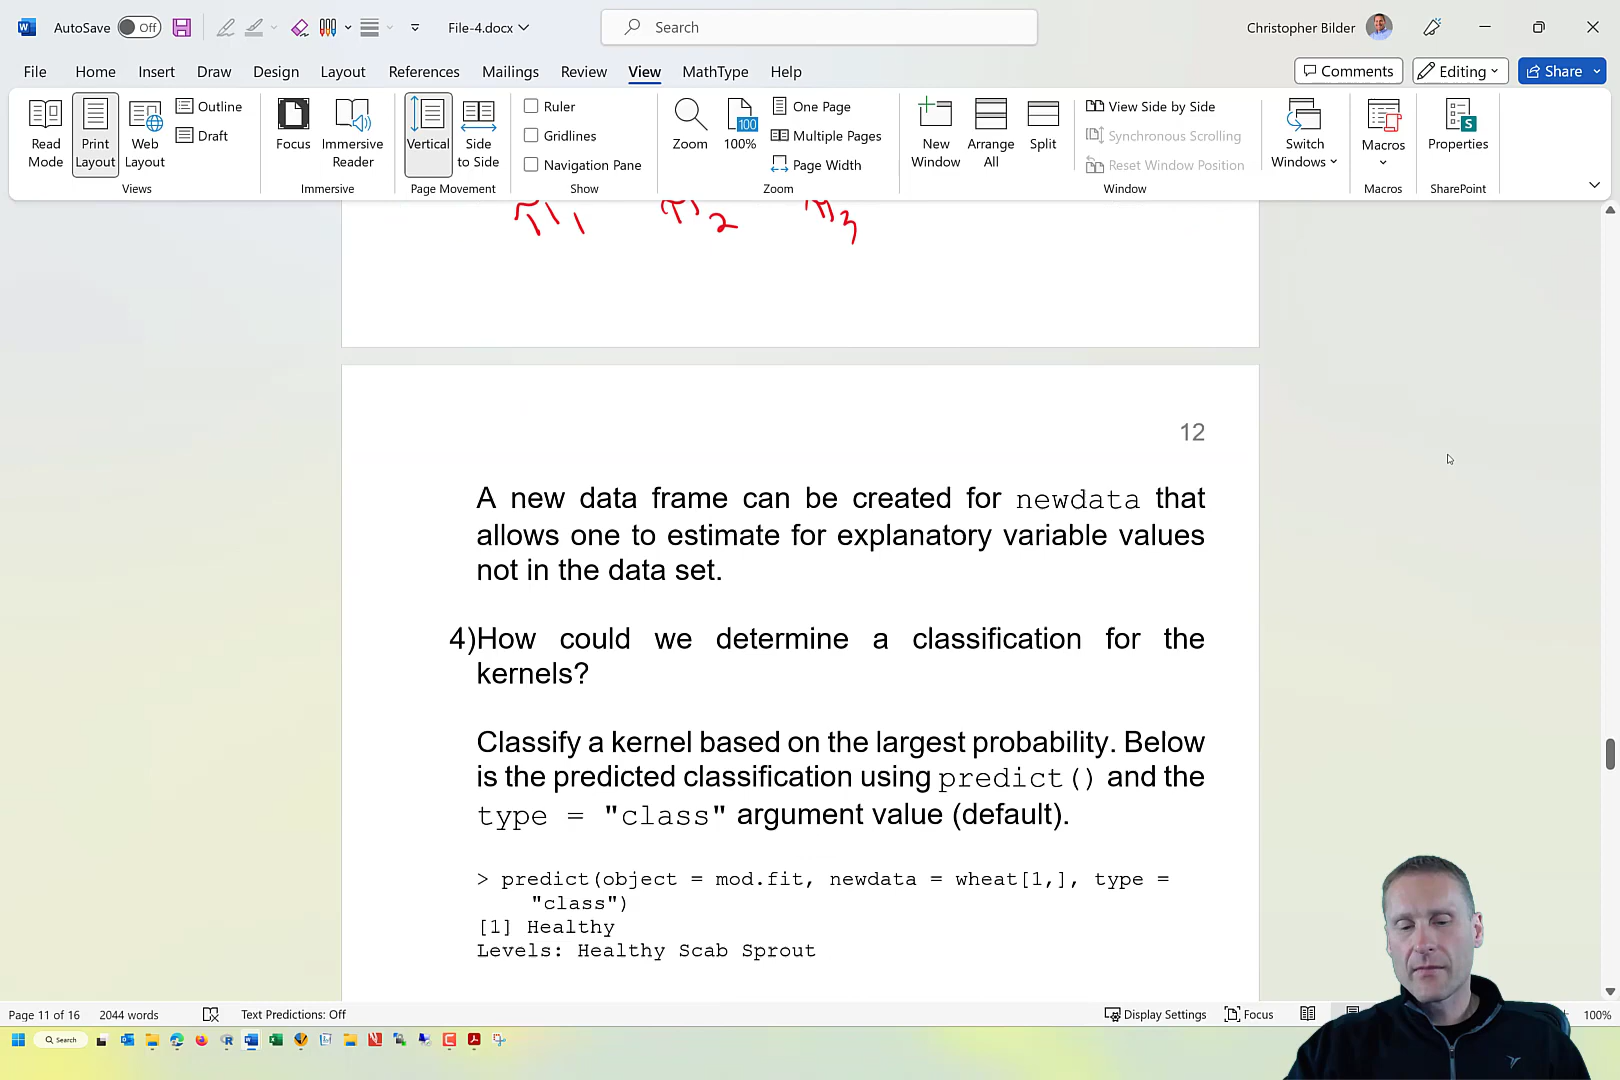 AutoSave Off File-4.docx Search Christopher Bilder
File Home Insert Draw Design Layout References Mailings Review View MathType Help Comments Editing Share
Read Mode
Print Layout
Web Layout
Outline
Draft
Views
Focus
Immersive Reader
Immersive
Vertical
Side to Side
Page Movement
Ruler
Gridlines
Navigation Pane
Show
Zoom
100
100%
One Page
Multiple Pages
Page Width
Zoom
New Window
Arrange All
Split
View Side by Side
Synchronous Scrolling
Reset Window Position
Window
Switch Windows
Macros
Macros
Properties
SharePoint
π1 π2 π3
12
A new data frame can be created for newdata that
allows one to estimate for explanatory variable values
not in the data set.
4)How could we determine a classification for the
kernels?
Classify a kernel based on the largest probability. Below
is the predicted classification using predict() and the
type = "class" argument value (default).
> predict(object = mod.fit, newdata = wheat[1,], type =
"class")
[1] Healthy
Levels: Healthy Scab Sprout
Page 11 of 16 2044 words Text Predictions: Off Display Settings Focus 100%
Search